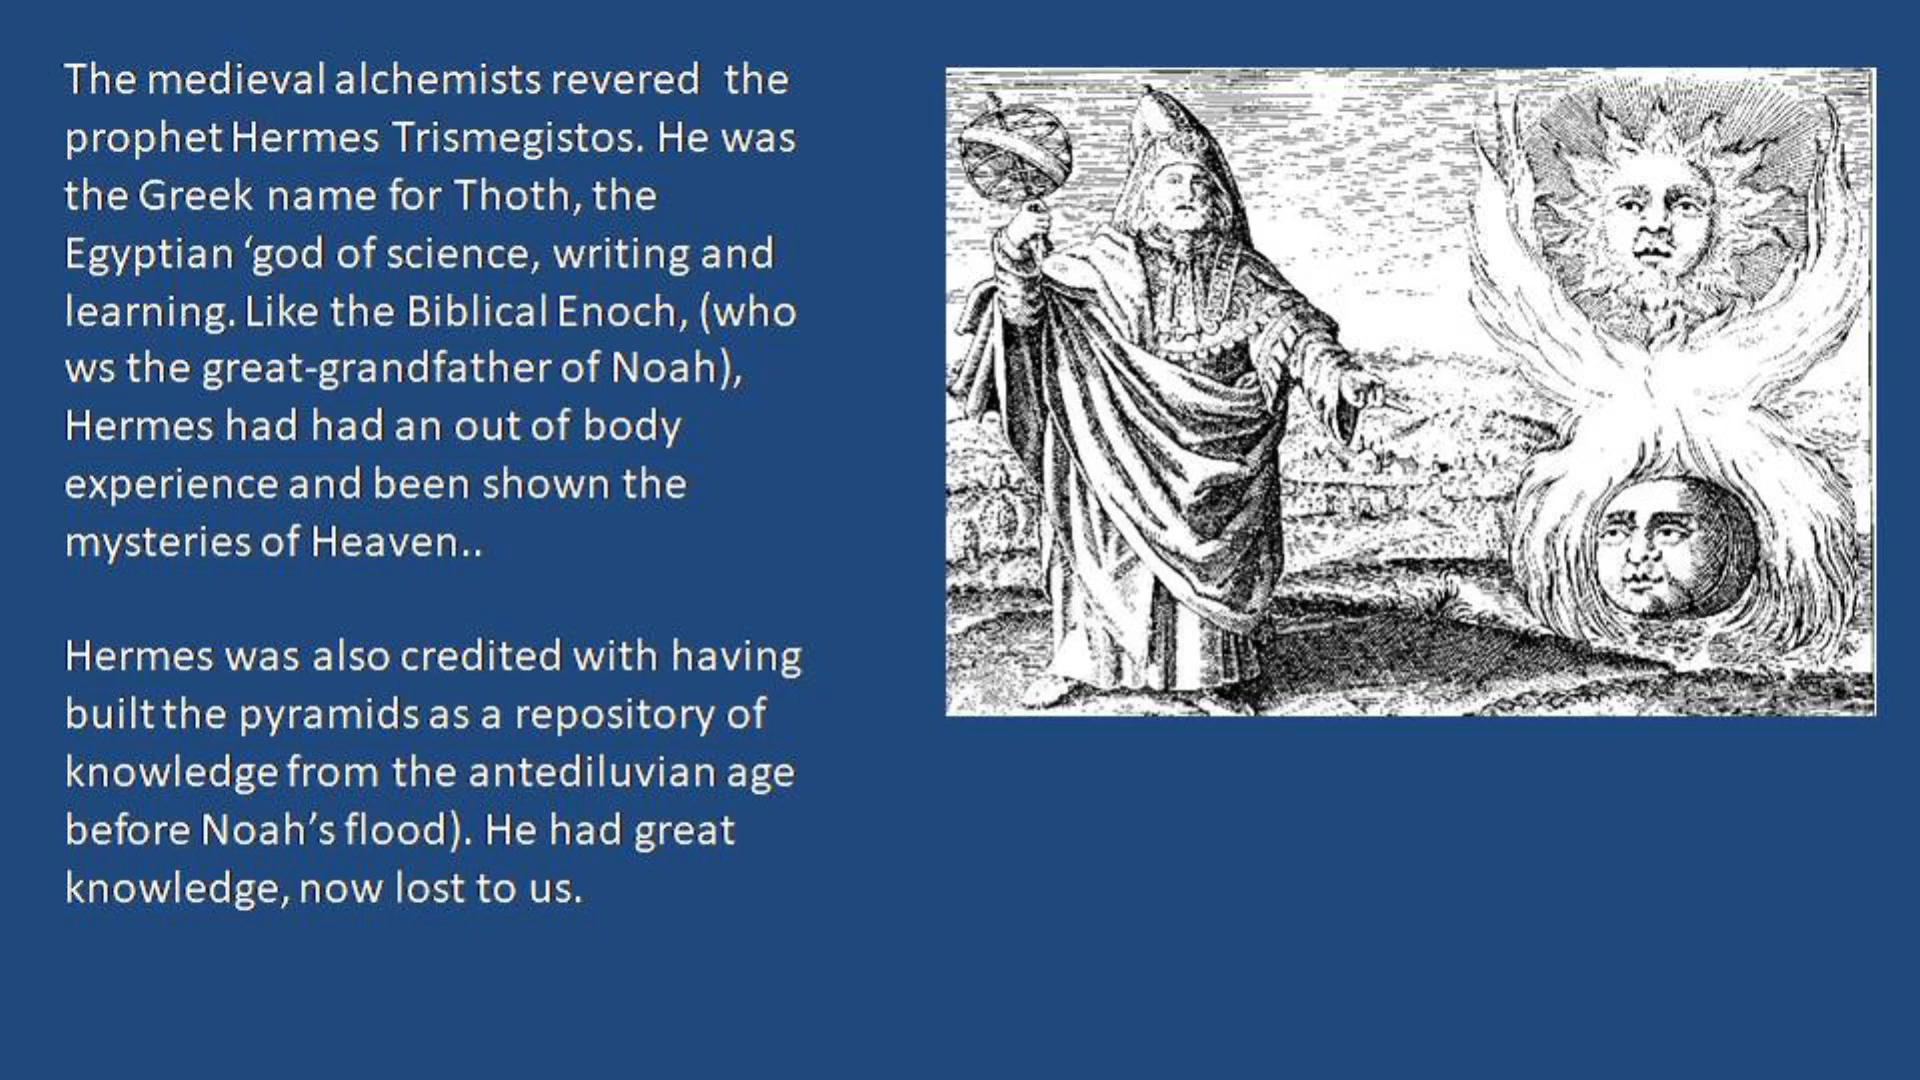 The medieval alchemists revered the
prophet Hermes Trismegistos. He was
the Greek name for Thoth, the
Egyptian ‘god of science, writing and
learning. Like the Biblical Enoch, (who
ws the great-grandfather of Noah),
Hermes had had an out of body
experience and been shown the
mysteries of Heaven..
Hermes was also credited with having
built the pyramids as a repository of
knowledge from the antediluvian age
before Noah’s flood). He had great
knowledge, now lost to us.